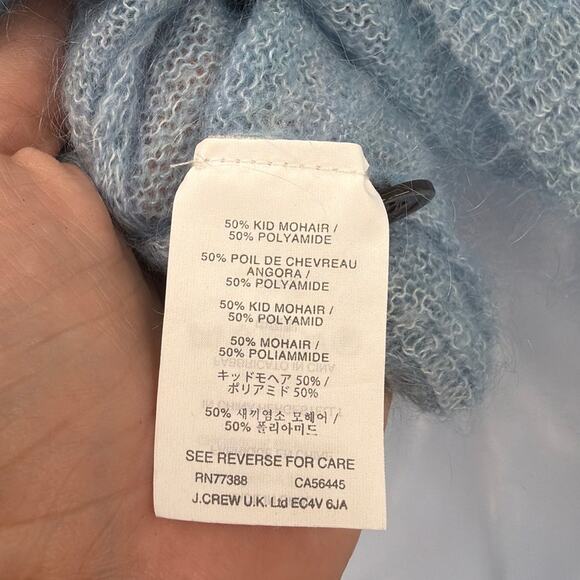 50% KID MOHAIR /
50% POLYAMIDE
50% POIL DE CHEVREAU
ANGORA /
50% POLYAMIDE
50% KID MOHAIR /
50% POLYAMID
50% MOHAIR /
50% POLIAMMIDE
キッドモヘア 50% /
ポリアミド 50%
50% 새끼염소 모헤어 /
50% 폴리아미드
SEE REVERSE FOR CARE
RN77388 CA56445
J.CREW U.K. Ltd EC4V 6JA